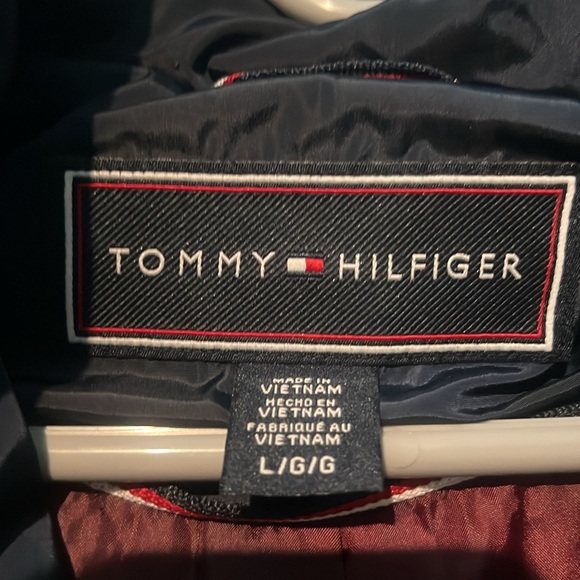 TOMMY HILFIGER
MADE IN
VIETNAM
HECHO EN
VIETNAM
FABRIQUÉ AU
VIETNAM
L/G/G